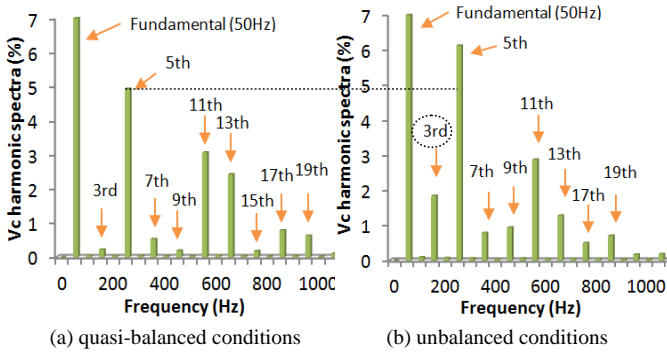 Vc harmonic spectra (%)
7
6
5
4
3
2
1
0
Fundamental (50Hz)
5th
3rd
7th
9th
11th
13th
15th
17th
19th
0
200
400
600
800
1000
Frequency (Hz)
(a) quasi-balanced conditions
Vc harmonic spectra (%)
7
6
5
4
3
2
1
0
Fundamental (50Hz)
5th
3rd
7th
9th
11th
13th
17th
19th
0
200
400
600
800
1000
Frequency (Hz)
(b) unbalanced conditions